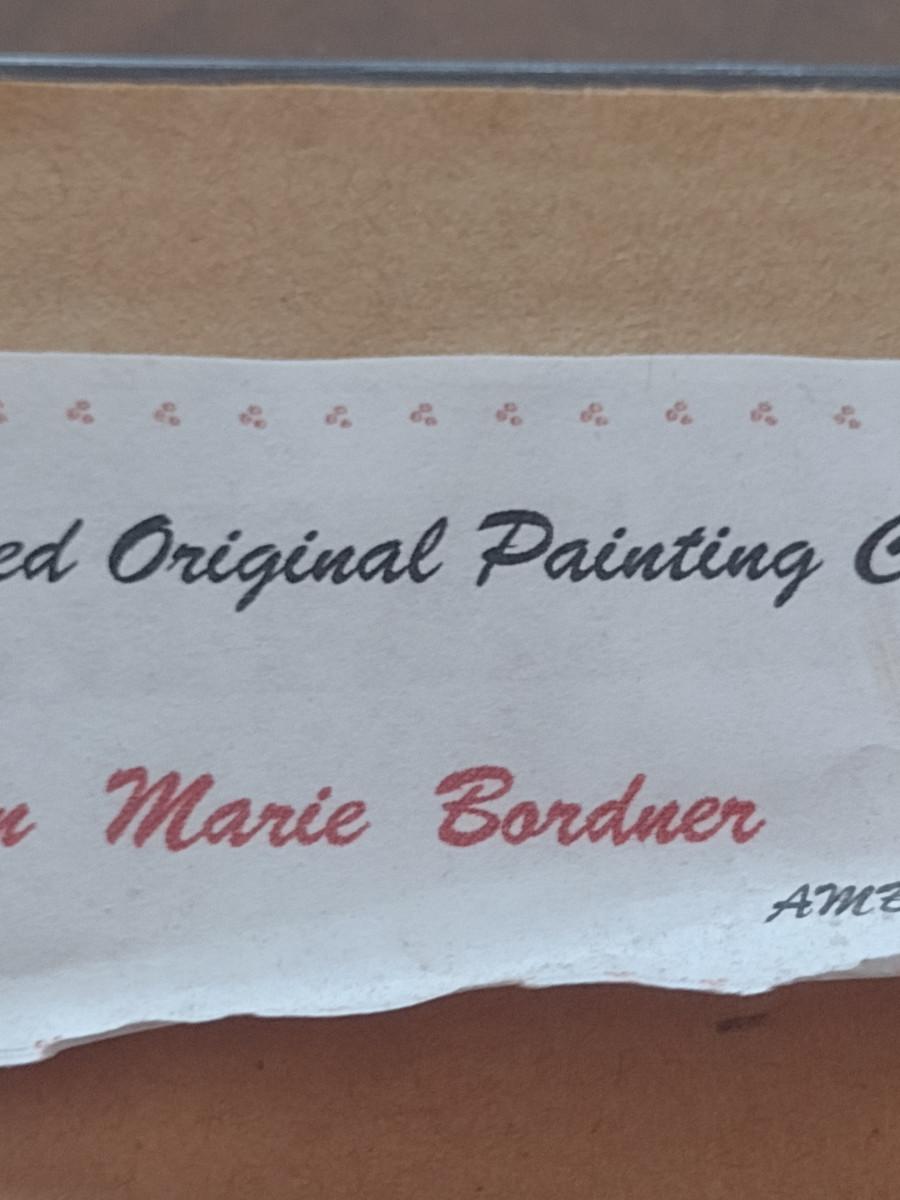 ed Original Painting C
n Marie Bordner
AMB